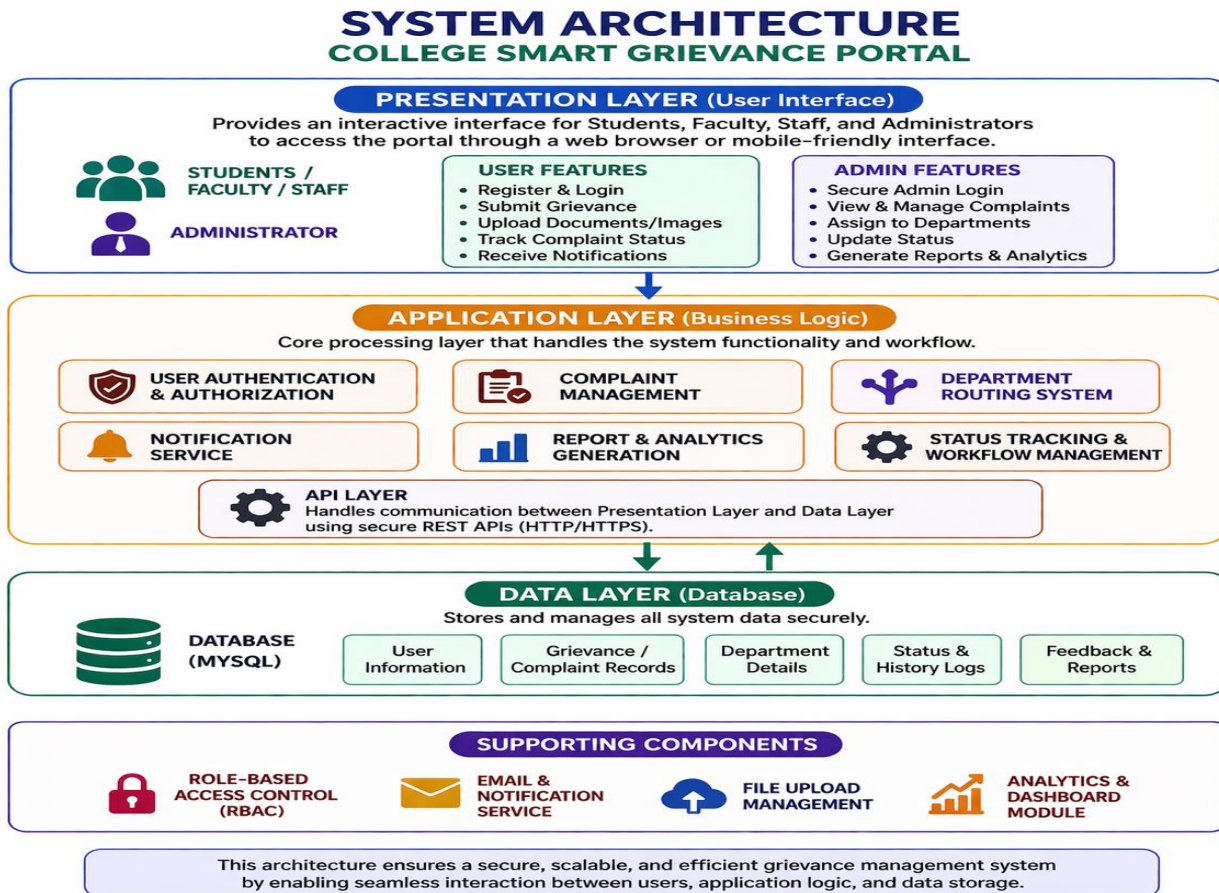 SYSTEM ARCHITECTURE
COLLEGE SMART GRIEVANCE PORTAL
PRESENTATION LAYER (User Interface)
Provides an interactive interface for Students, Faculty, Staff, and Administrators
to access the portal through a web browser or mobile-friendly interface.
STUDENTS /
FACULTY / STAFF
ADMINISTRATOR
USER FEATURES
• Register & Login
• Submit Grievance
• Upload Documents/Images
• Track Complaint Status
• Receive Notifications
ADMIN FEATURES
• Secure Admin Login
• View & Manage Complaints
• Assign to Departments
• Update Status
• Generate Reports & Analytics
APPLICATION LAYER (Business Logic)
Core processing layer that handles the system functionality and workflow.
USER AUTHENTICATION
& AUTHORIZATION
COMPLAINT
MANAGEMENT
DEPARTMENT
ROUTING SYSTEM
NOTIFICATION
SERVICE
REPORT & ANALYTICS
GENERATION
STATUS TRACKING &
WORKFLOW MANAGEMENT
API LAYER
Handles communication between Presentation Layer and Data Layer
using secure REST APIs (HTTP/HTTPS).
DATA LAYER (Database)
Stores and manages all system data securely.
DATABASE
(MYSQL)
User
Information
Grievance /
Complaint Records
Department
Details
Status &
History Logs
Feedback &
Reports
SUPPORTING COMPONENTS
ROLE-BASED
ACCESS CONTROL
(RBAC)
EMAIL &
NOTIFICATION
SERVICE
FILE UPLOAD
MANAGEMENT
ANALYTICS &
DASHBOARD
MODULE
This architecture ensures a secure, scalable, and efficient grievance management system
by enabling seamless interaction between users, application logic, and data storage.